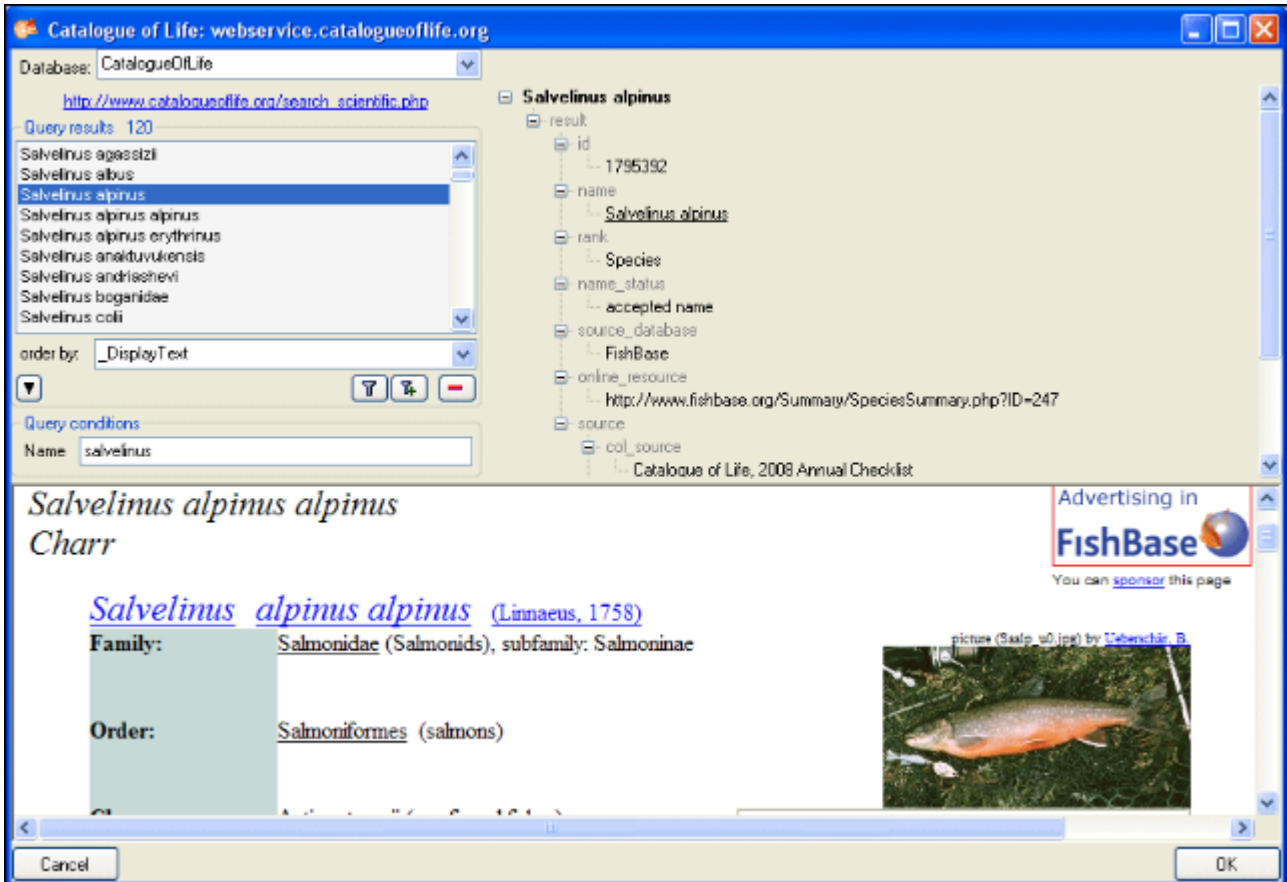 Catalogue of Life: webservice.catalogueoflife.org
Database: CatalogueOfLife
http://www.catalogueoflife.org/search_scientific.php
Query results 120
Salvelinus agassizii
Salvelinus albus
Salvelinus alpinus
Salvelinus alpinus alpinus
Salvelinus alpinus erythrinus
Salvelinus anaktuvukensis
Salvelinus andriashevi
Salvelinus boganidae
Salvelinus colii
order by: _DisplayText
Query conditions
Name salvelinus
Salvelinus alpinus
result
id
1795392
name
Salvelinus alpinus
rank
Species
name_status
accepted name
source_database
FishBase
online_resource
http://www.fishbase.org/Summary/SpeciesSummary.php?ID=247
source
col_source
Catalogue of Life, 2008 Annual Checklist
Salvelinus alpinus alpinus
Charr
Advertising in
FishBase
You can sponsor this page
Salvelinus alpinus alpinus (Linnaeus, 1758)
Family: Salmonidae (Salmonids), subfamily: Salmoninae
picture (Saalp_u0.jpg) by Ueberschär, B.
Order: Salmoniformes (salmons)
Cancel
OK